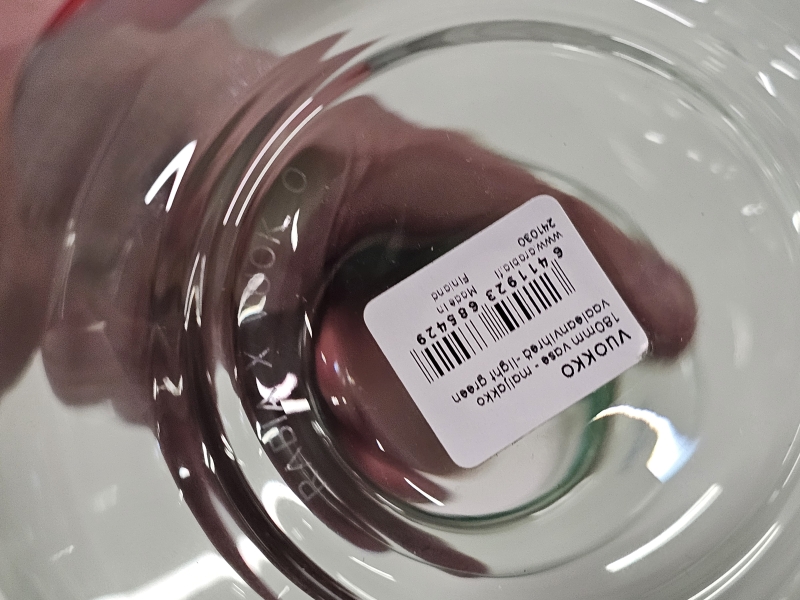 VUOKKO
180mm vase - maljakko
vaaleanvihreä -light green
6 411923 685429
Made in
Finland
www.arabia.fi
241030